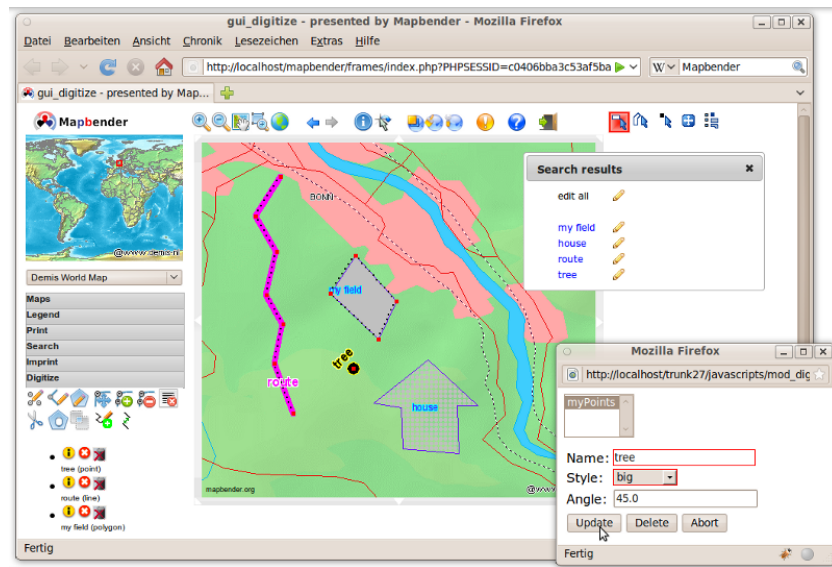 gui_digitize - presented by Mapbender - Mozilla Firefox
Datei Bearbeiten Ansicht Chronik Lesezeichen Extras Hilfe
http://localhost/mapbender/frames/index.php?PHPSESSID=c0406bba3c53af5ba
W Mapbender
gui_digitize - presented by Map...
Mapbender
@www.demis.nl
Demis World Map
Maps
Legend
Print
Search
Imprint
Digitize
tree (point)
route (line)
my field (polygon)
BONN
my field
tree
route
house
mapbender.org
Search results
edit all
my field
house
route
tree
Mozilla Firefox
http://localhost/trunk27/javascripts/mod_dig
myPoints
Name: tree
Style: big
Angle: 45.0
Update Delete Abort
Fertig
Fertig